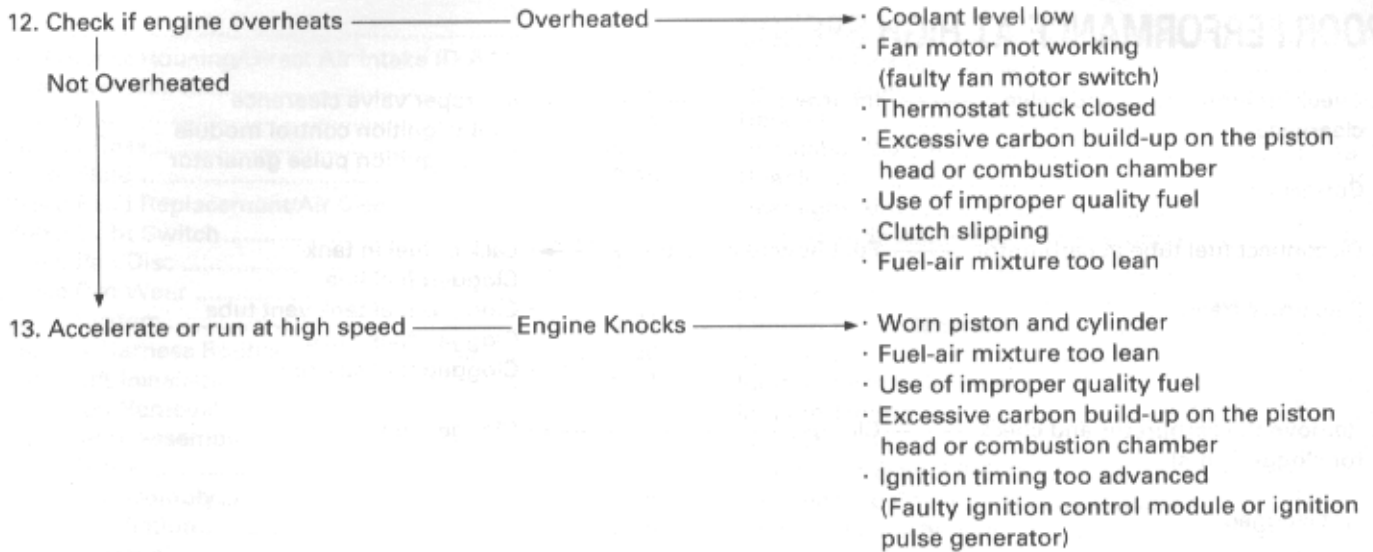 12. Check if engine overheats Overheated · Coolant level low
· Fan motor not working
(faulty fan motor switch)
Not Overheated
· Thermostat stuck closed
· Excessive carbon build-up on the piston
head or combustion chamber
· Use of improper quality fuel
· Clutch slipping
· Fuel-air mixture too lean
13. Accelerate or run at high speed Engine Knocks · Worn piston and cylinder
· Fuel-air mixture too lean
· Use of improper quality fuel
· Excessive carbon build-up on the piston
head or combustion chamber
· Ignition timing too advanced
(Faulty ignition control module or ignition
pulse generator)